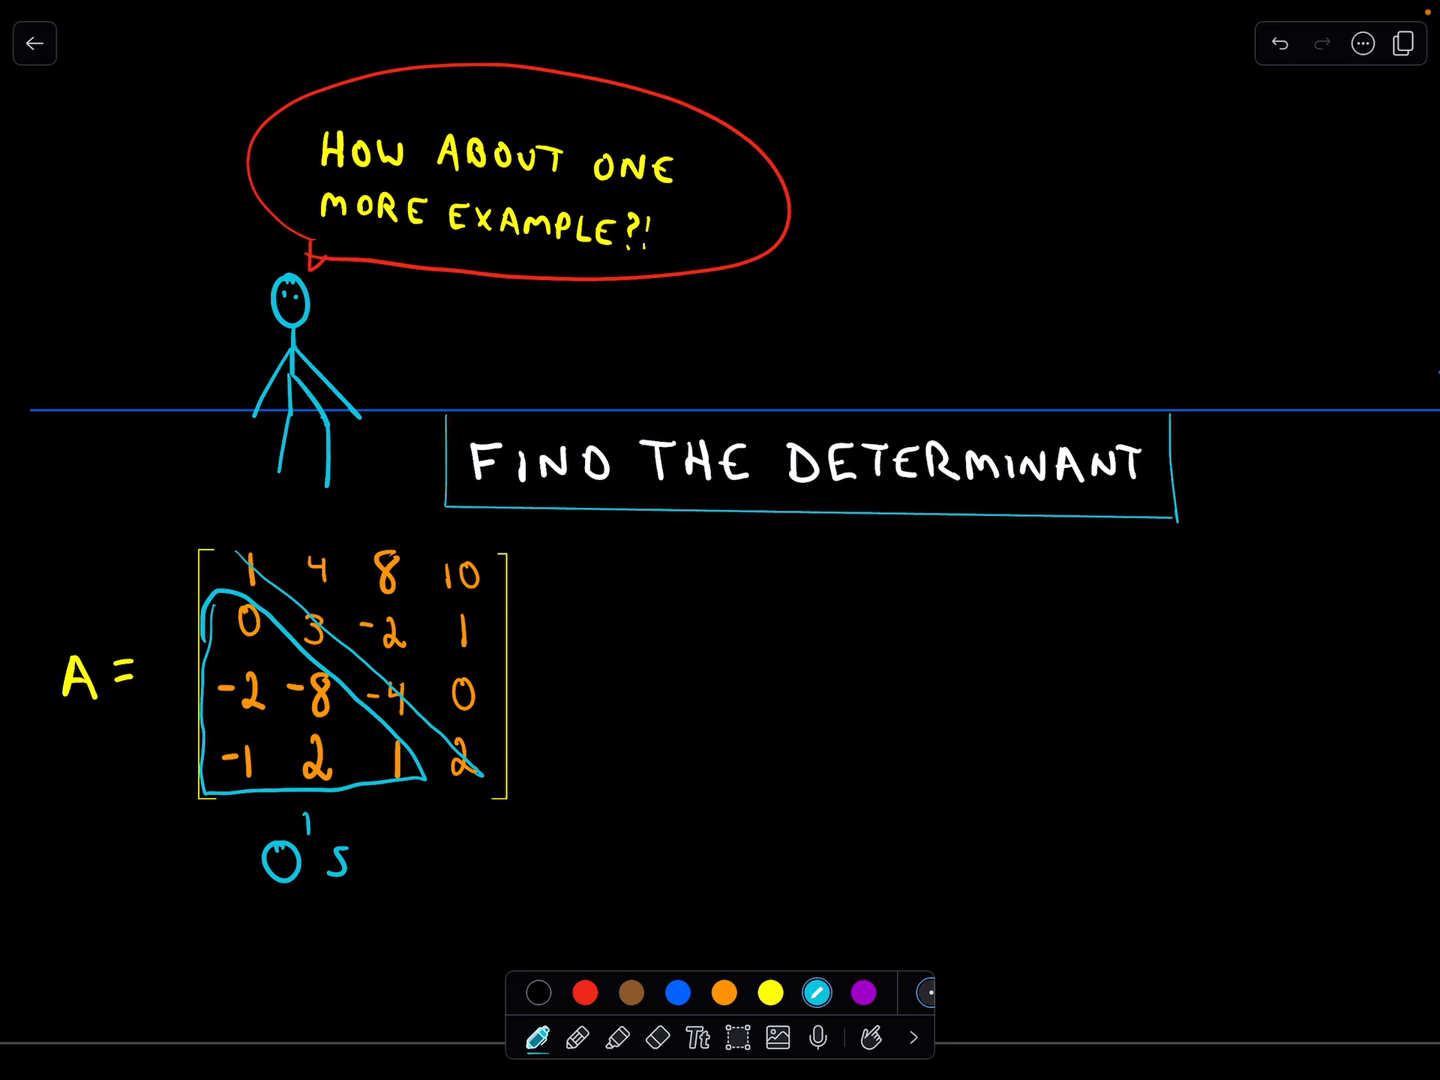 HOW ABOUT ONE
MORE EXAMPLE?!
FIND THE DETERMINANT
1 4 8 10
0 3 -2 1
A =
-2 -8 -4 0
-1 2 1 2
0's
Tt